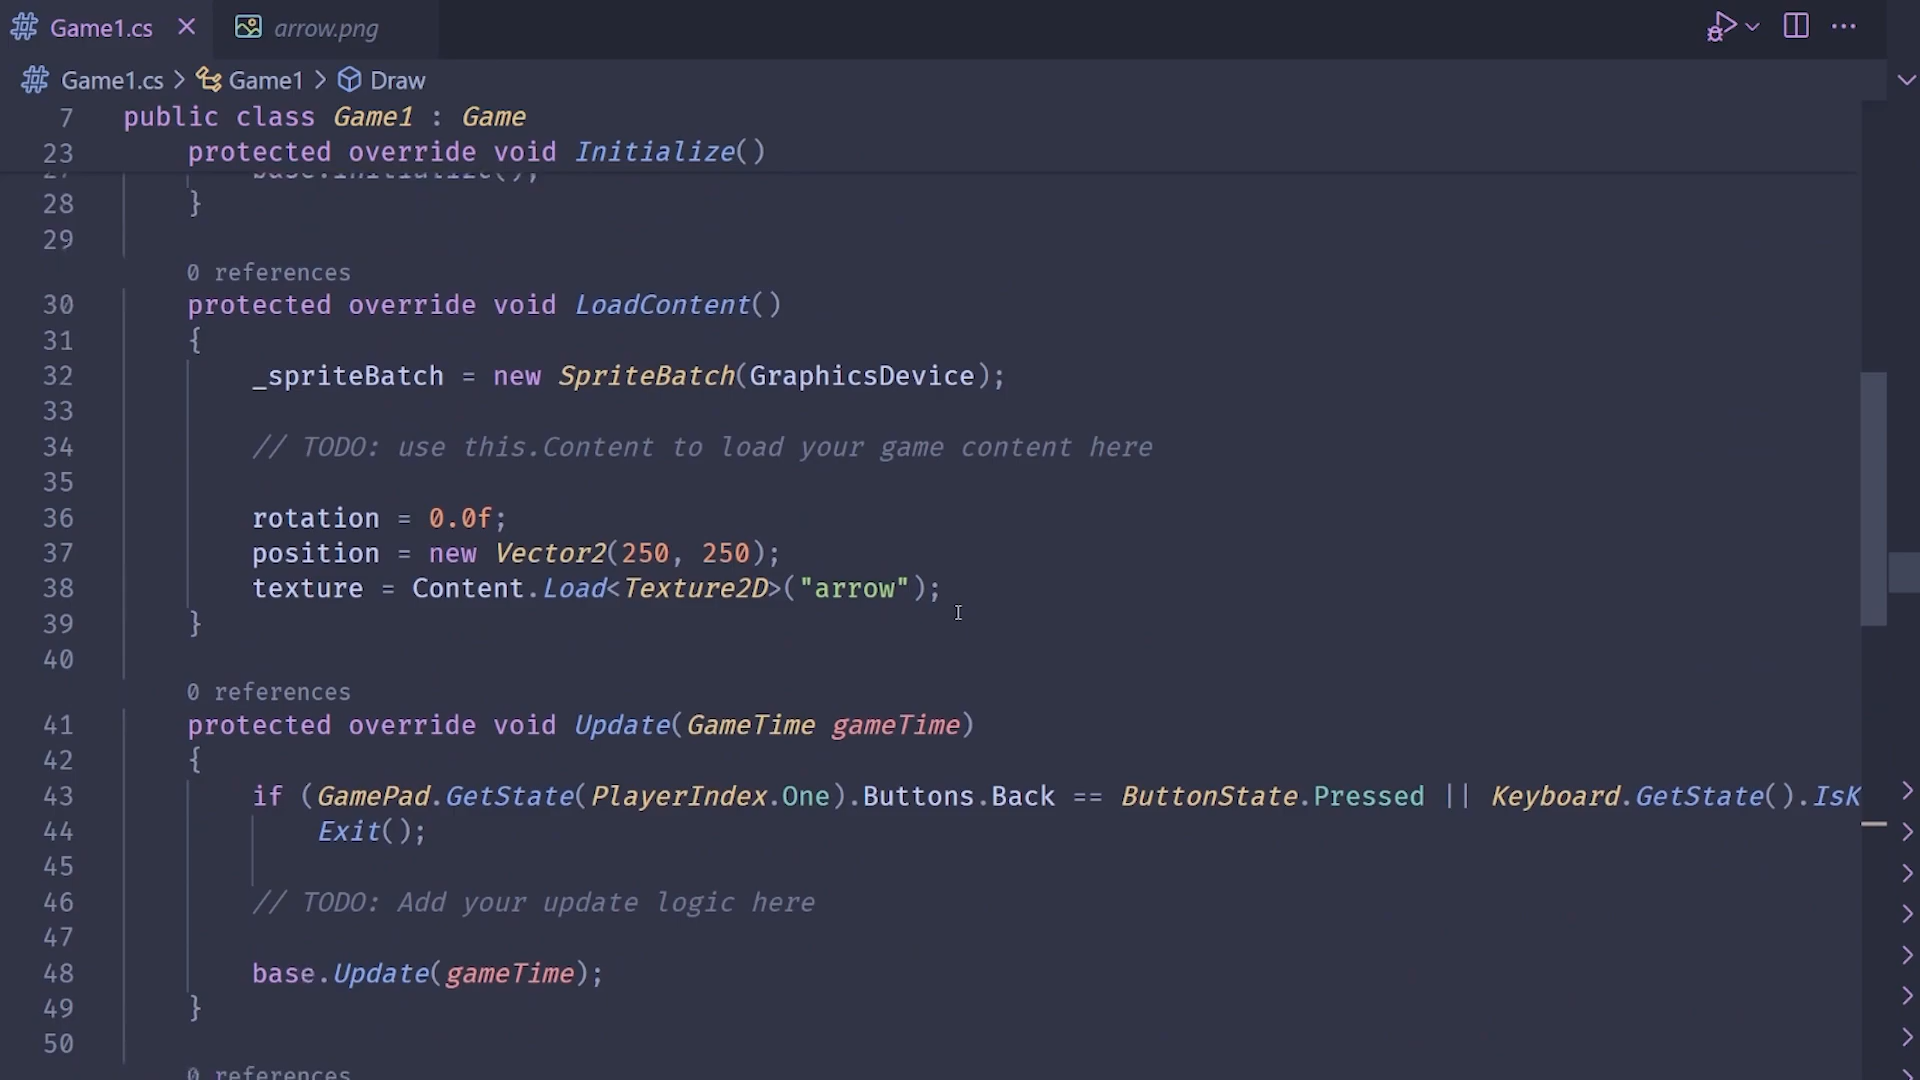 Game1.cs
arrow.png
Game1.cs > Game1 > Draw
7 public class Game1 : Game
23 protected override void Initialize()
27 base.Initialize();
28 }
29
0 references
30 protected override void LoadContent()
31 {
32 _spriteBatch = new SpriteBatch(GraphicsDevice);
33
34 // TODO: use this.Content to load your game content here
35
36 rotation = 0.0f;
37 position = new Vector2(250, 250);
38 texture = Content.Load<Texture2D>("arrow");
39 }
40
0 references
41 protected override void Update(GameTime gameTime)
42 {
43 if (GamePad.GetState(PlayerIndex.One).Buttons.Back == ButtonState.Pressed || Keyboard.GetState().IsK
44 Exit();
45
46 // TODO: Add your update logic here
47
48 base.Update(gameTime);
49 }
50
0 references